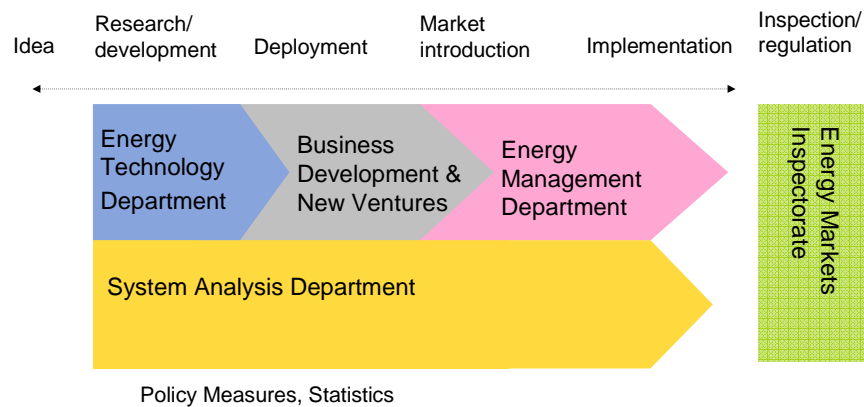 Idea
Research/
development
Deployment
Market
introduction
Implementation
Inspection/
regulation
Energy
Technology
Department
Business
Development &
New Ventures
Energy
Management
Department
Energy Markets
Inspectorate
System Analysis Department
Policy Measures, Statistics